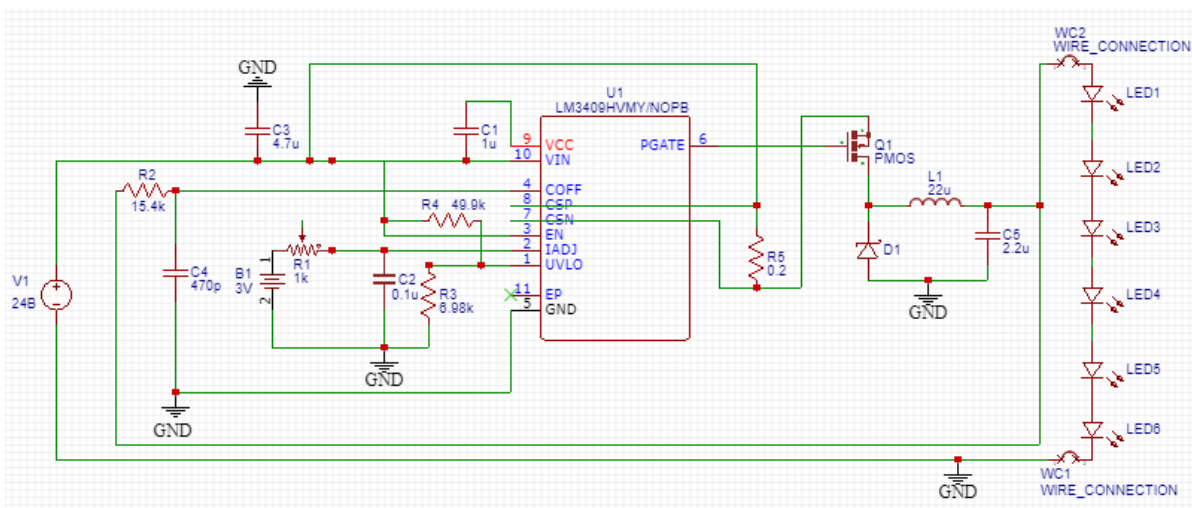 WC2
WIRE_CONNECTION
GND
U1
LM3409HVMY/NOPB
LED1
C3
4.7u
C1
1u
9 VCC
10 VIN
PGATE 6
Q1
PMOS
LED2
R2
15.4k
4 COFF
8 CSP
7 CSN
3 EN
2 IADJ
1 UVLO
11 EP
5 GND
R4 49.9k
L1
22u
LED3
C5
2.2u
D1
R5
0.2
R1
1k
B1
3V
1
2
C2
0.1u
R3
6.98k
C4
470p
V1
24В
LED4
GND
GND
LED5
GND
LED6
WC1
WIRE_CONNECTION
GND